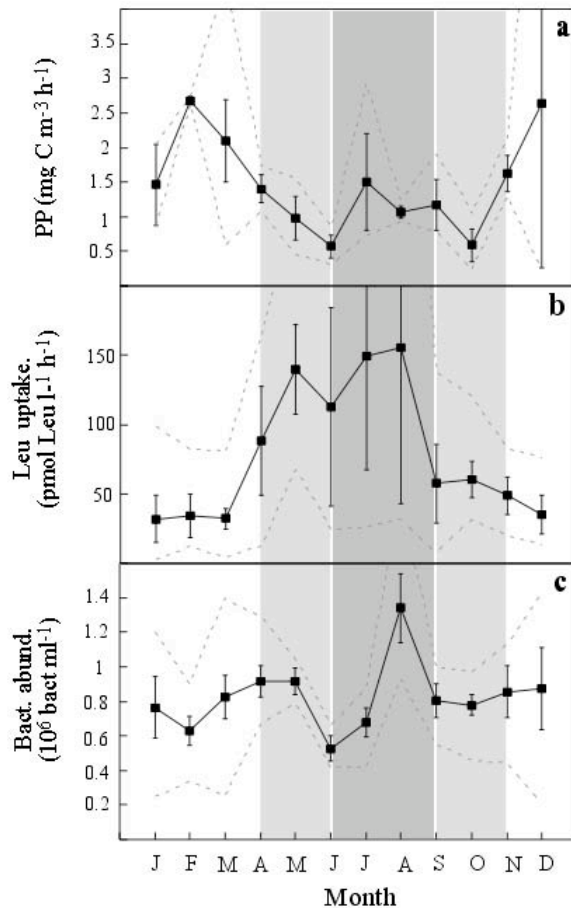 a
3.5
3
2.5
2
1.5
1
0.5
PP (mg C m-3 h-1)
b
150
100
50
Leu uptake.
(pmol Leu l-1 h-1)
c
1.4
1.2
1
0.8
0.6
0.4
0.2
Bact. abund.
(10⁶ bact ml-1)
J F M A M J J A S O N D
Month